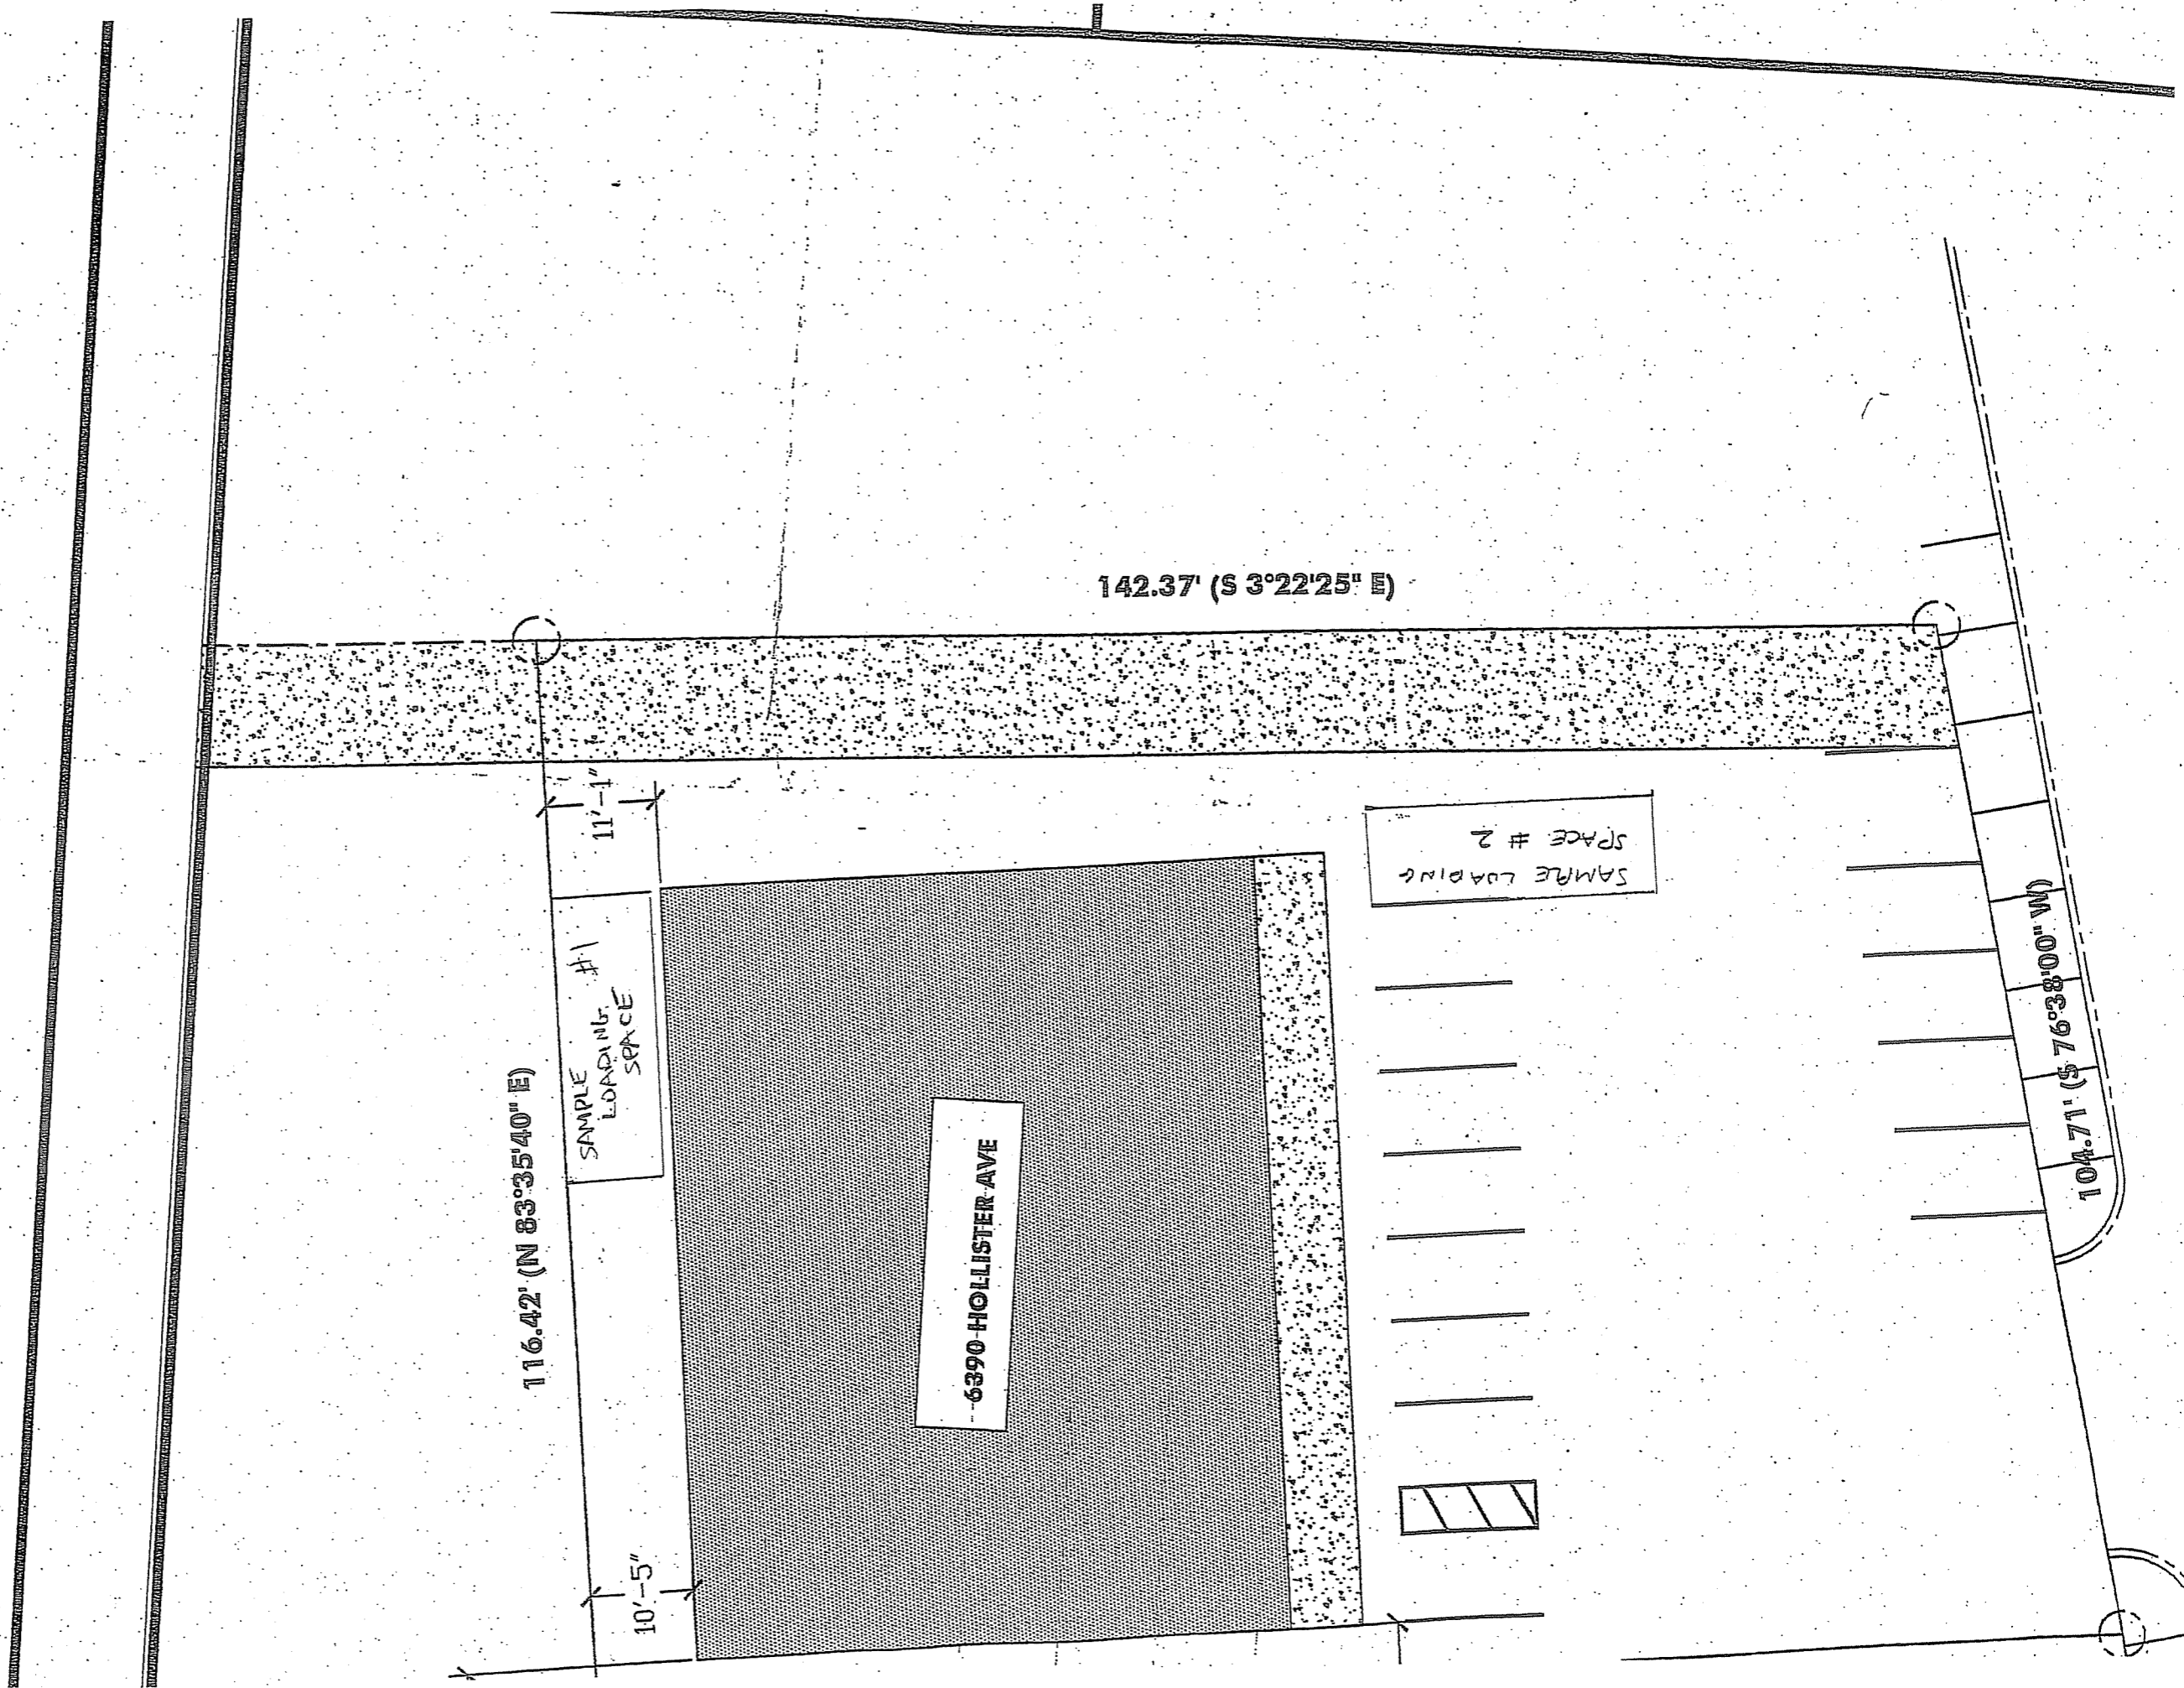 142.37' (S 3°22'25" E)
11'-1"
SAMPLE LOADING
SPACE # 2
SAMPLE #1
LOADING
SPACE
116.42' (N 83°35'40" E)
6390 HOLLISTER AVE
104.71' (S 76°38'00" W)
10'-5"